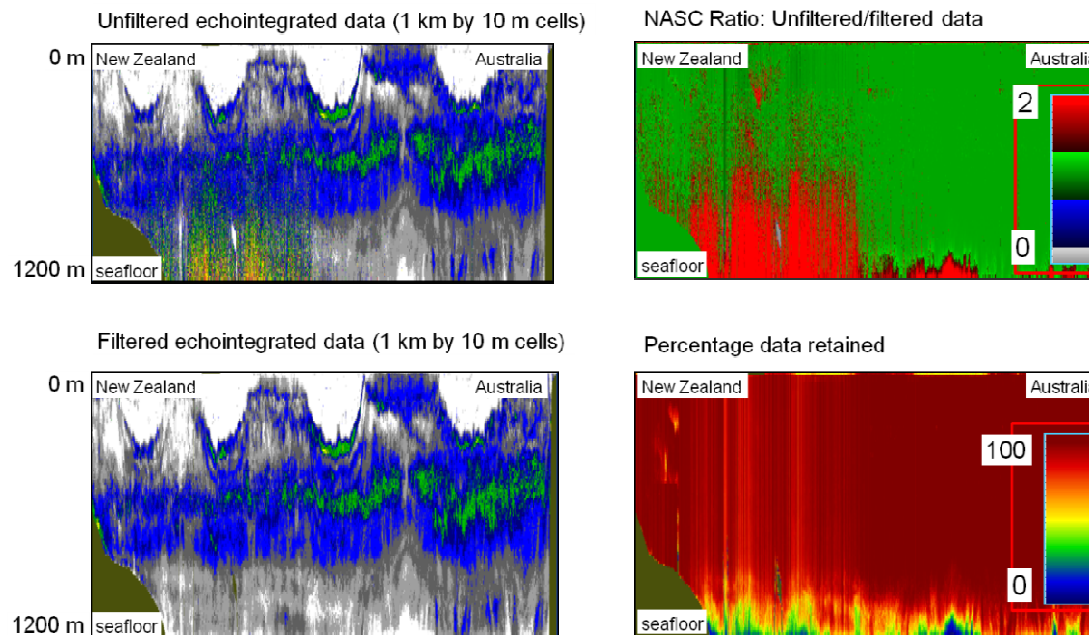 Unfiltered echointegrated data (1 km by 10 m cells)
0 m
New Zealand
Australia
1200 m
seafloor
NASC Ratio: Unfiltered/filtered data
New Zealand
Australia
2
0
seafloor
Filtered echointegrated data (1 km by 10 m cells)
0 m
New Zealand
Australia
1200 m
seafloor
Percentage data retained
New Zealand
Australia
100
0
seafloor